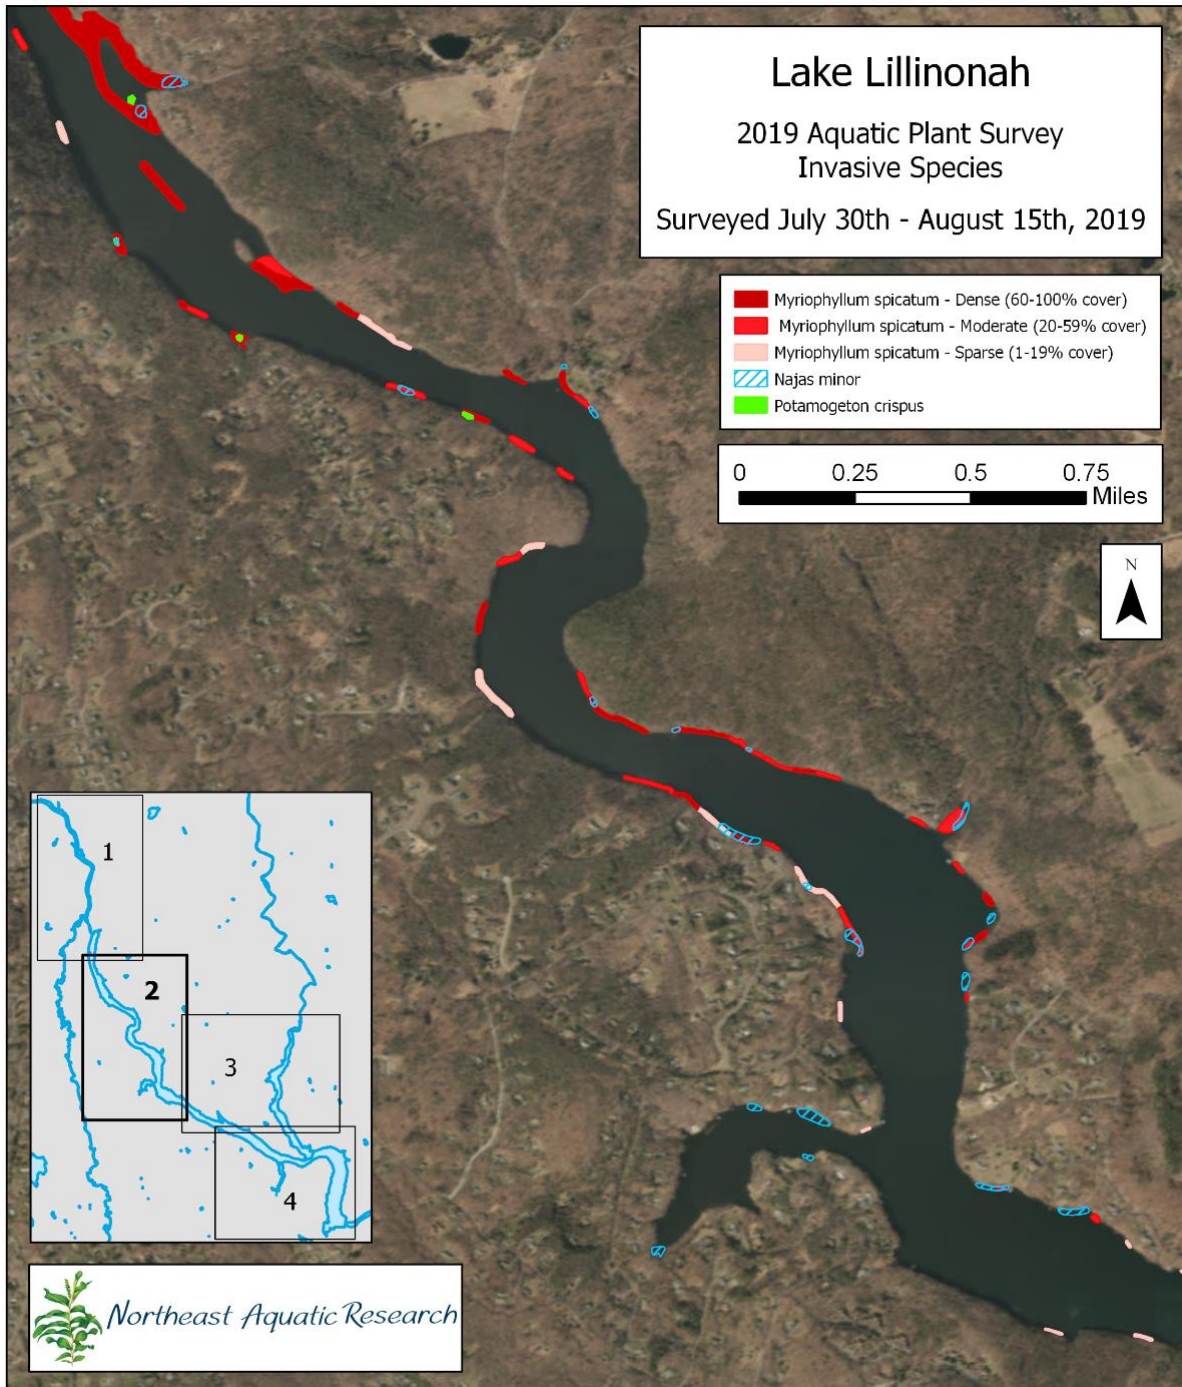 Lake Lillinonah
2019 Aquatic Plant Survey
Invasive Species
Surveyed July 30th - August 15th, 2019
Myriophyllum spicatum - Dense (60-100% cover)
Myriophyllum spicatum - Moderate (20-59% cover)
Myriophyllum spicatum - Sparse (1-19% cover)
Najas minor
Potamogeton crispus
0 0.25 0.5 0.75
Miles
N
1
2
3
4
Northeast Aquatic Research